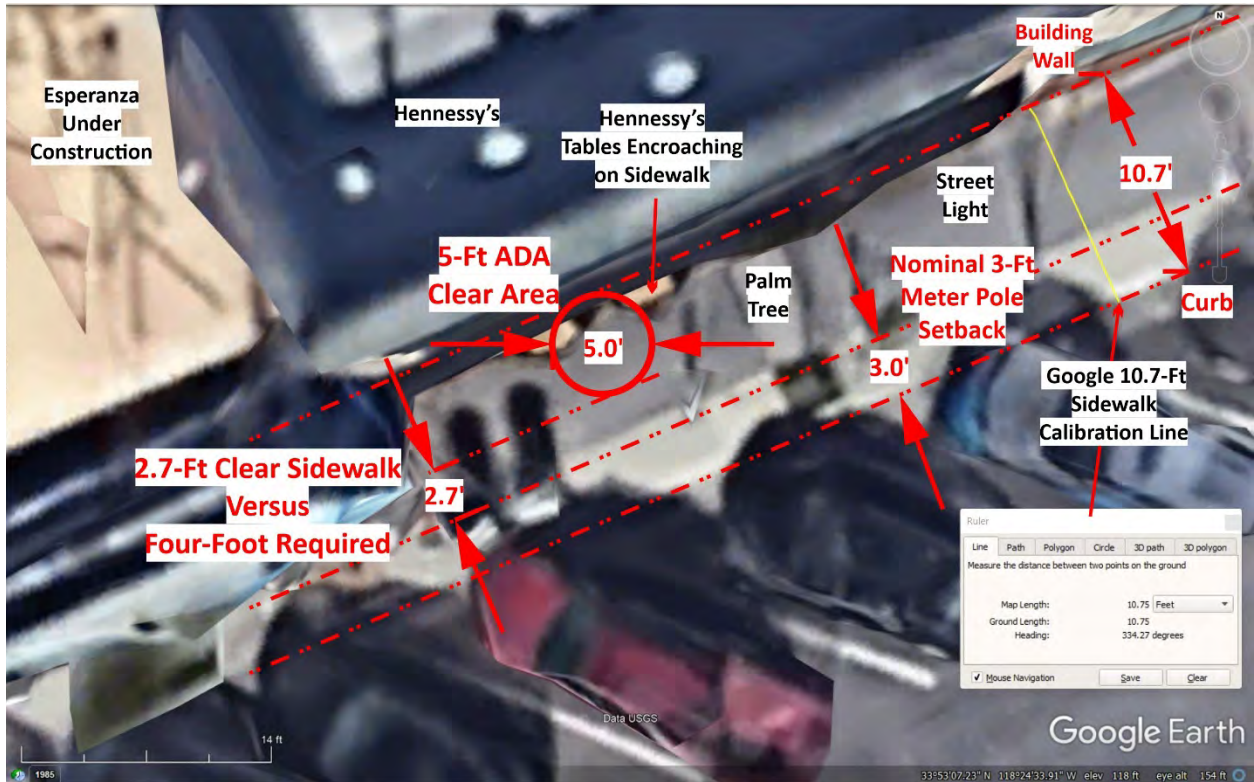 N
Building
Wall
Esperanza
Under
Construction
Hennessy's
Hennessy's
Tables Encroaching
on Sidewalk
10.7'
Street
Light
5-Ft ADA
Clear Area
Nominal 3-Ft
Meter Pole
Setback
Palm
Tree
Curb
5.0'
3.0'
Google 10.7-Ft
Sidewalk
Calibration Line
2.7-Ft Clear Sidewalk
Versus
Four-Foot Required
2.7'
Ruler
Line Path Polygon Circle 3D path 3D polygon
Measure the distance between two points on the ground
Map Length: 10.75 Feet
Ground Length: 10.75
Heading: 334.27 degrees
Mouse Navigation Save Clear
Data USGS
Google Earth
14 ft
1985
33°53'07.23" N 118°24'33.91" W elev 118 ft eye alt 154 ft